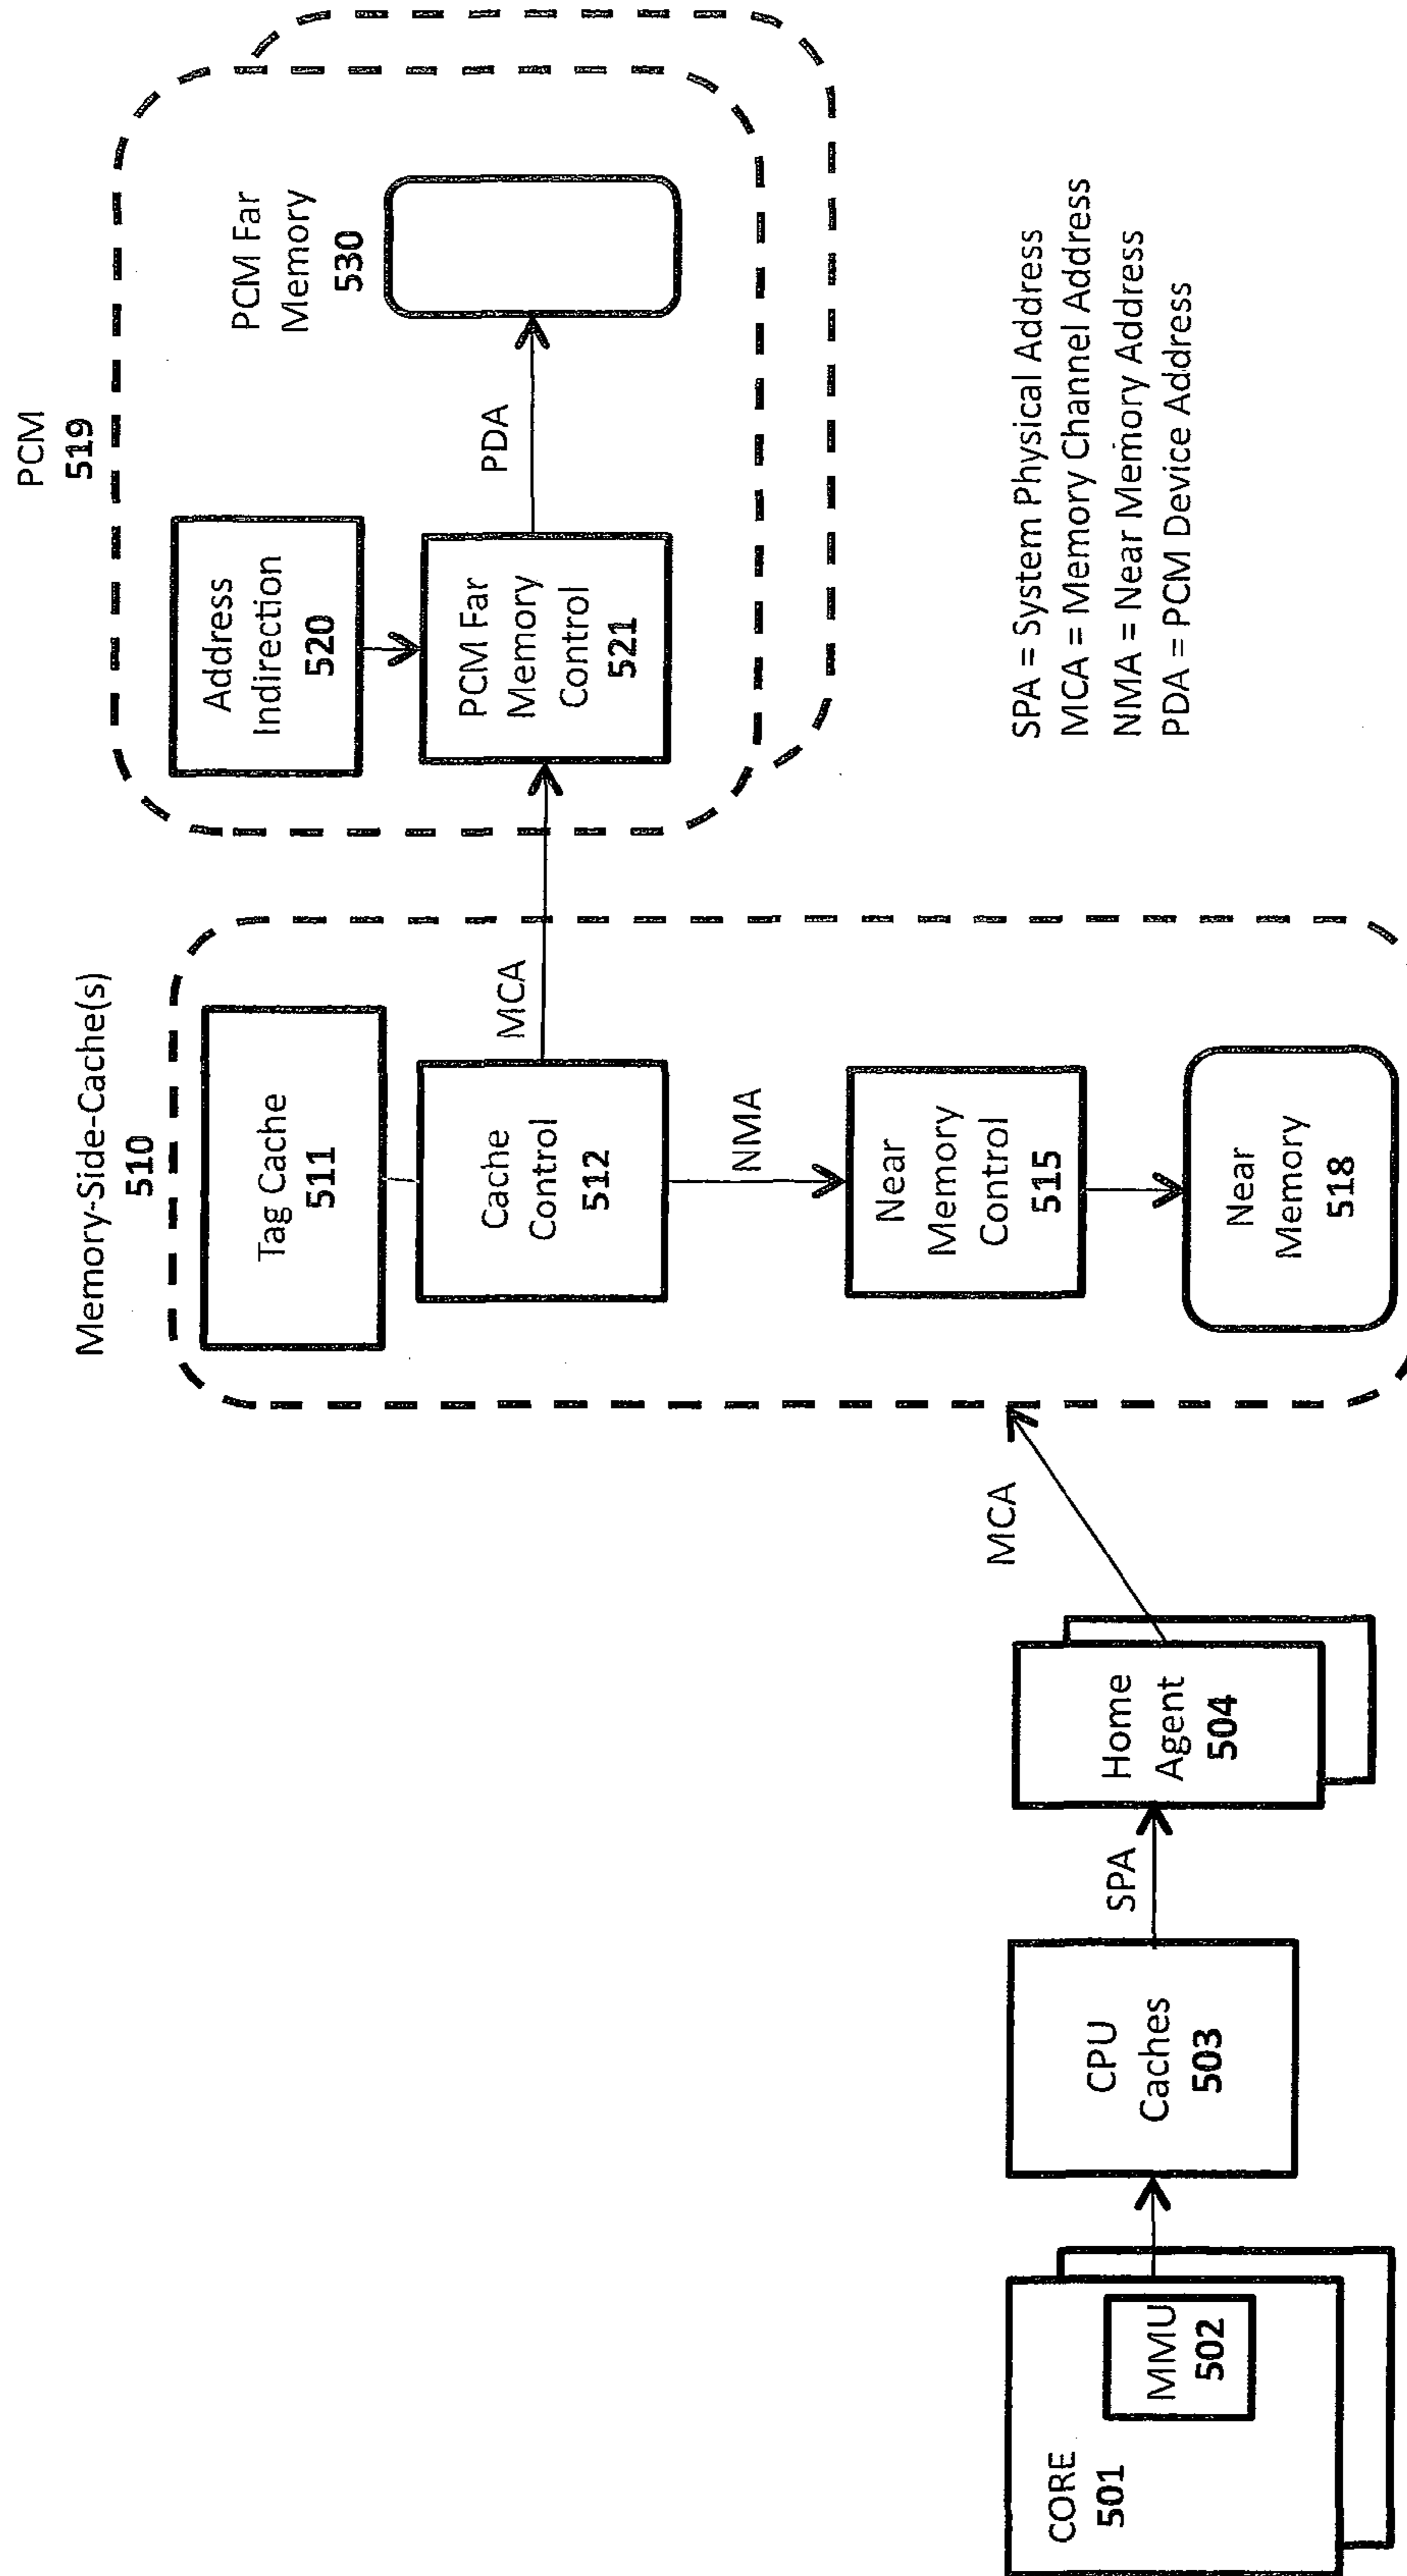 CORE
501
MMU
502
CPU
Caches
503
SPA
Home
Agent
504
MCA
Memory-Side-Cache(s)
510
Tag Cache
511
Cache
Control
512
MCA
NMA
Near
Memory
Control
515
Near
Memory
518
PCM
519
Address
Indirection
520
PCM Far
Memory
Control
521
PDA
PCM Far
Memory
530
SPA = System Physical Address
MCA = Memory Channel Address
NMA = Near Memory Address
PDA = PCM Device Address